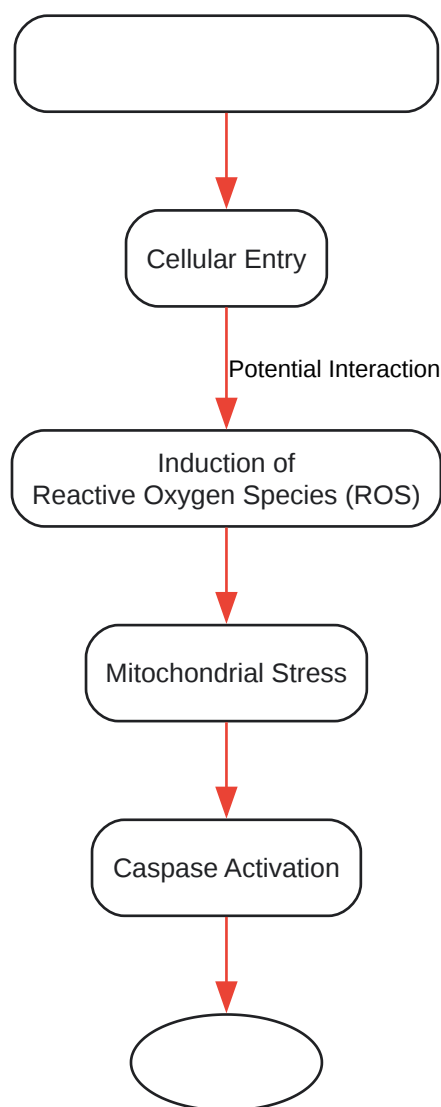 Cellular Entry
Potential Interaction
Induction of
Reactive Oxygen Species (ROS)
Mitochondrial Stress
Caspase Activation